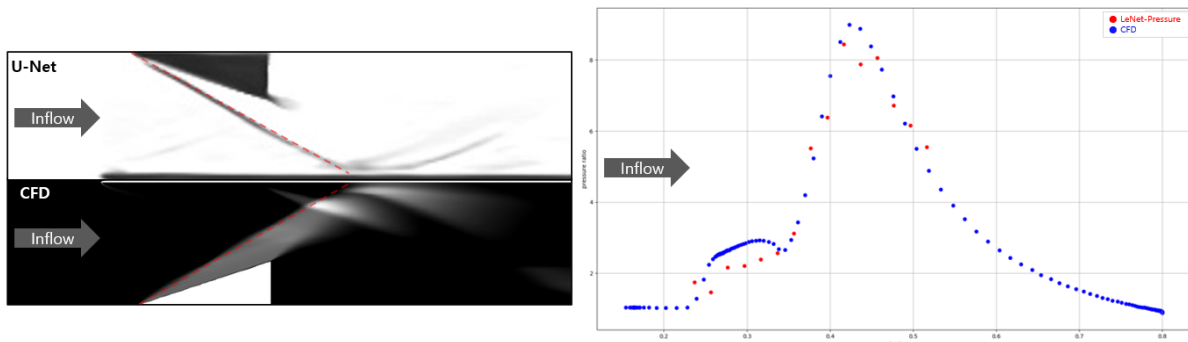 U-Net
Inflow
CFD
Inflow
LeNet-Pressure
CFD
pressure ratio
8
6
4
2
Inflow
0.2
0.3
0.4
0.5
0.6
0.7
0.8